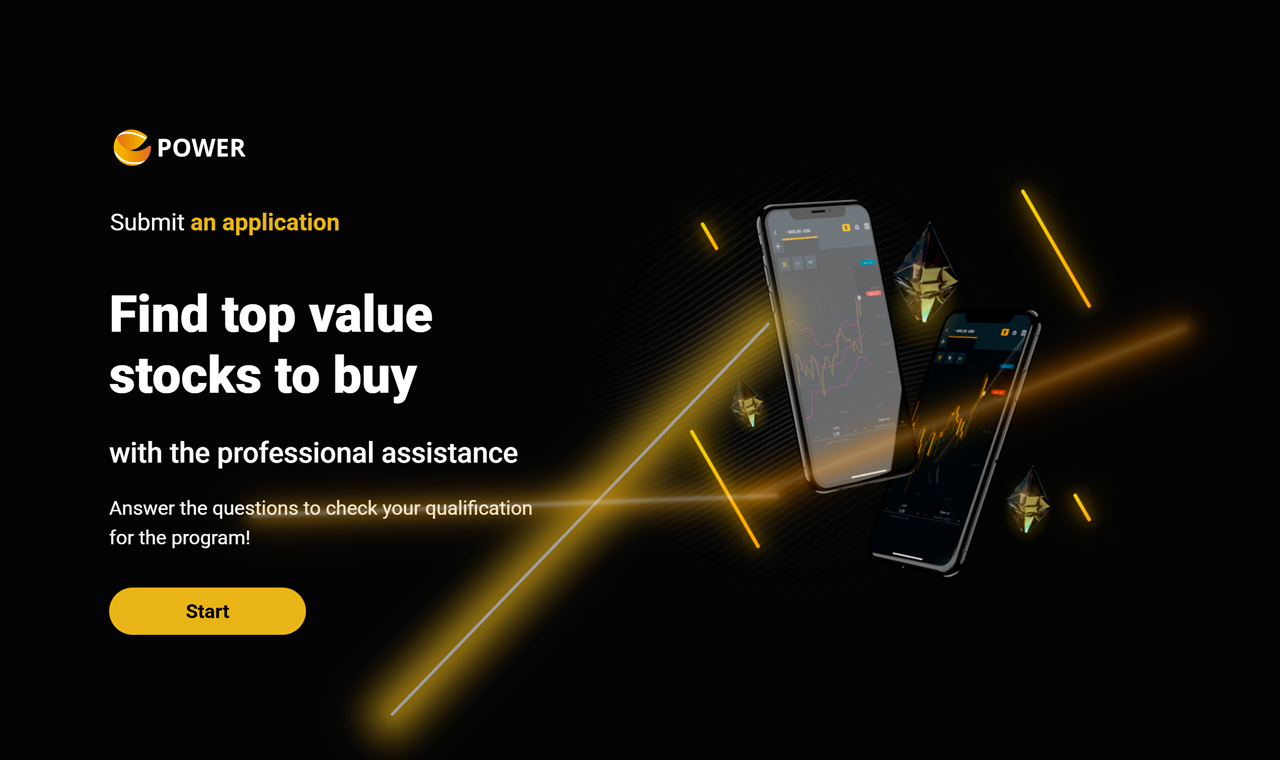 POWER
Submit an application
Find top value
stocks to buy
with the professional assistance
Answer the questions to check your qualification
for the program!
Start